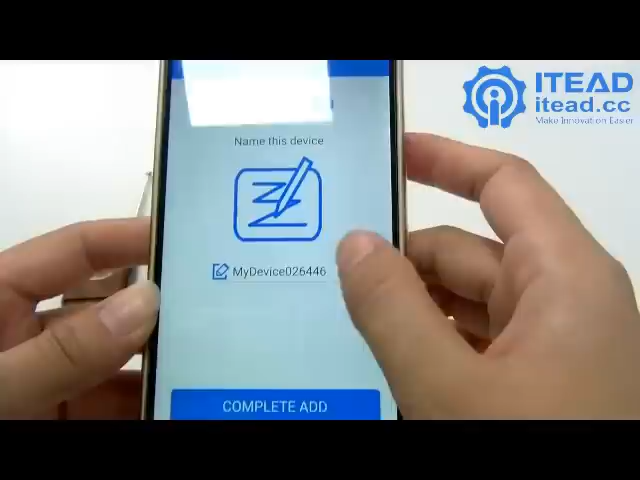 ITEAD
itead.cc
Make Innovation Easier
Name this device
MyDevice026446
COMPLETE ADD